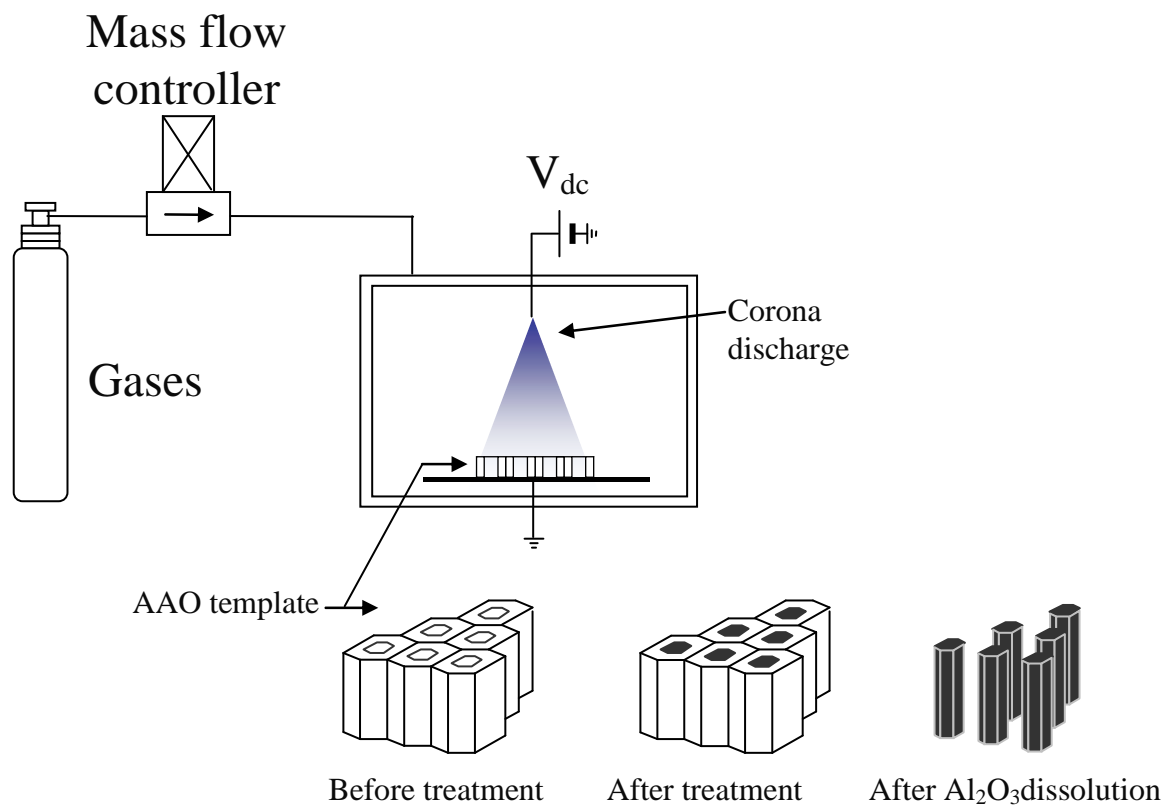 Mass flow
controller
V_dc
Corona
discharge
Gases
AAO template
Before treatment
After treatment
After Al₂O₃dissolution